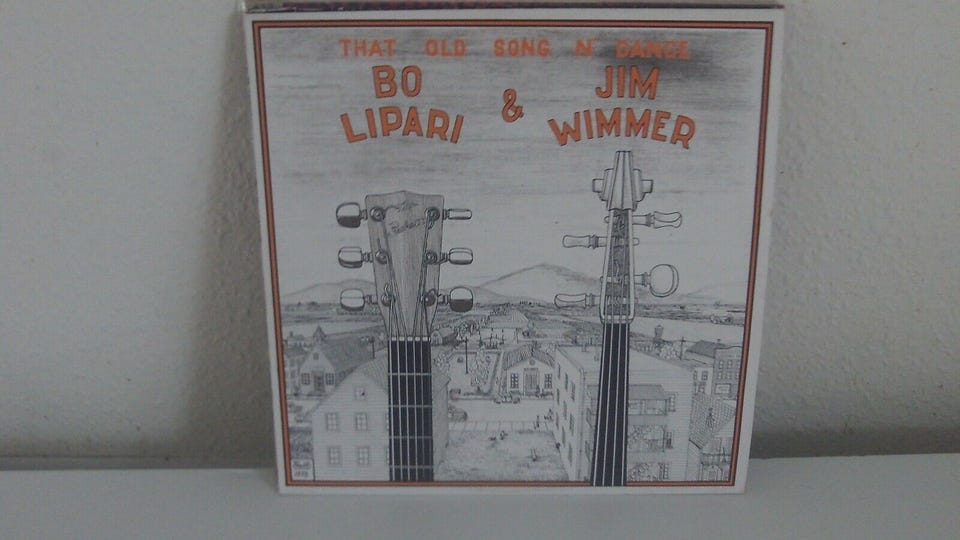 THAT OLD SONG N' DANCE
BO
LIPARI
&
JIM
WIMMER